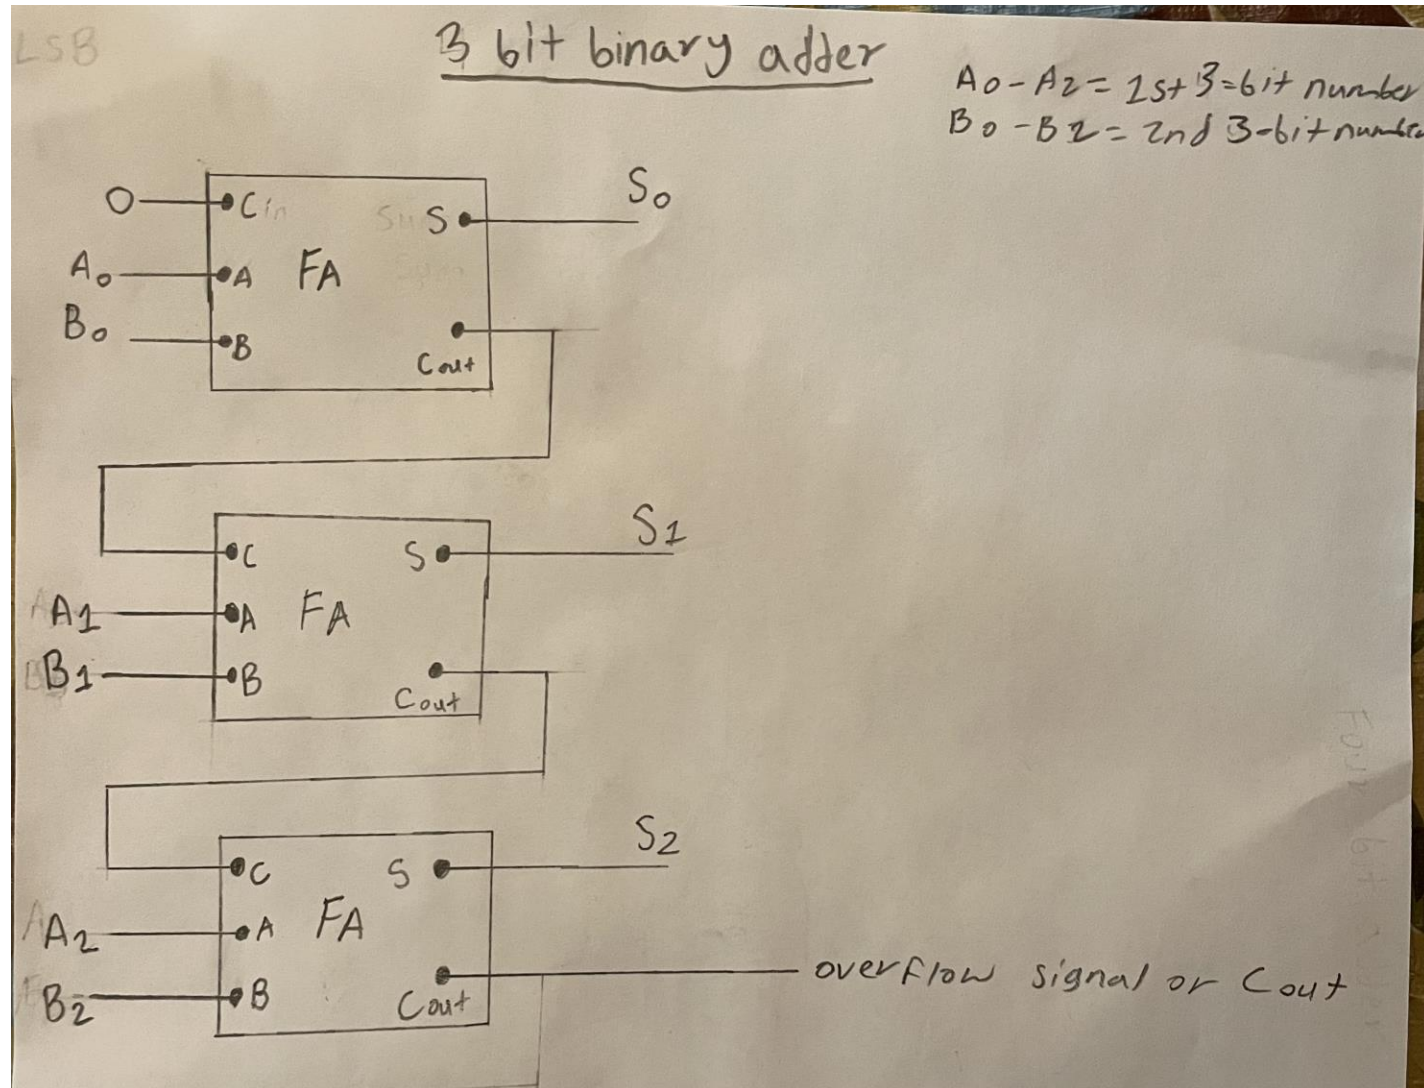 LSB
3 bit binary adder
A0-A2= 1st 3-bit number
B0-B2= 2nd 3-bit number
0 Cin S S0
A0 A FA
B0 B Cout
C S S1
A1 A FA
B1 B Cout
C S S2
A2 A FA
B2 B Cout overflow signal or Cout
Four bit